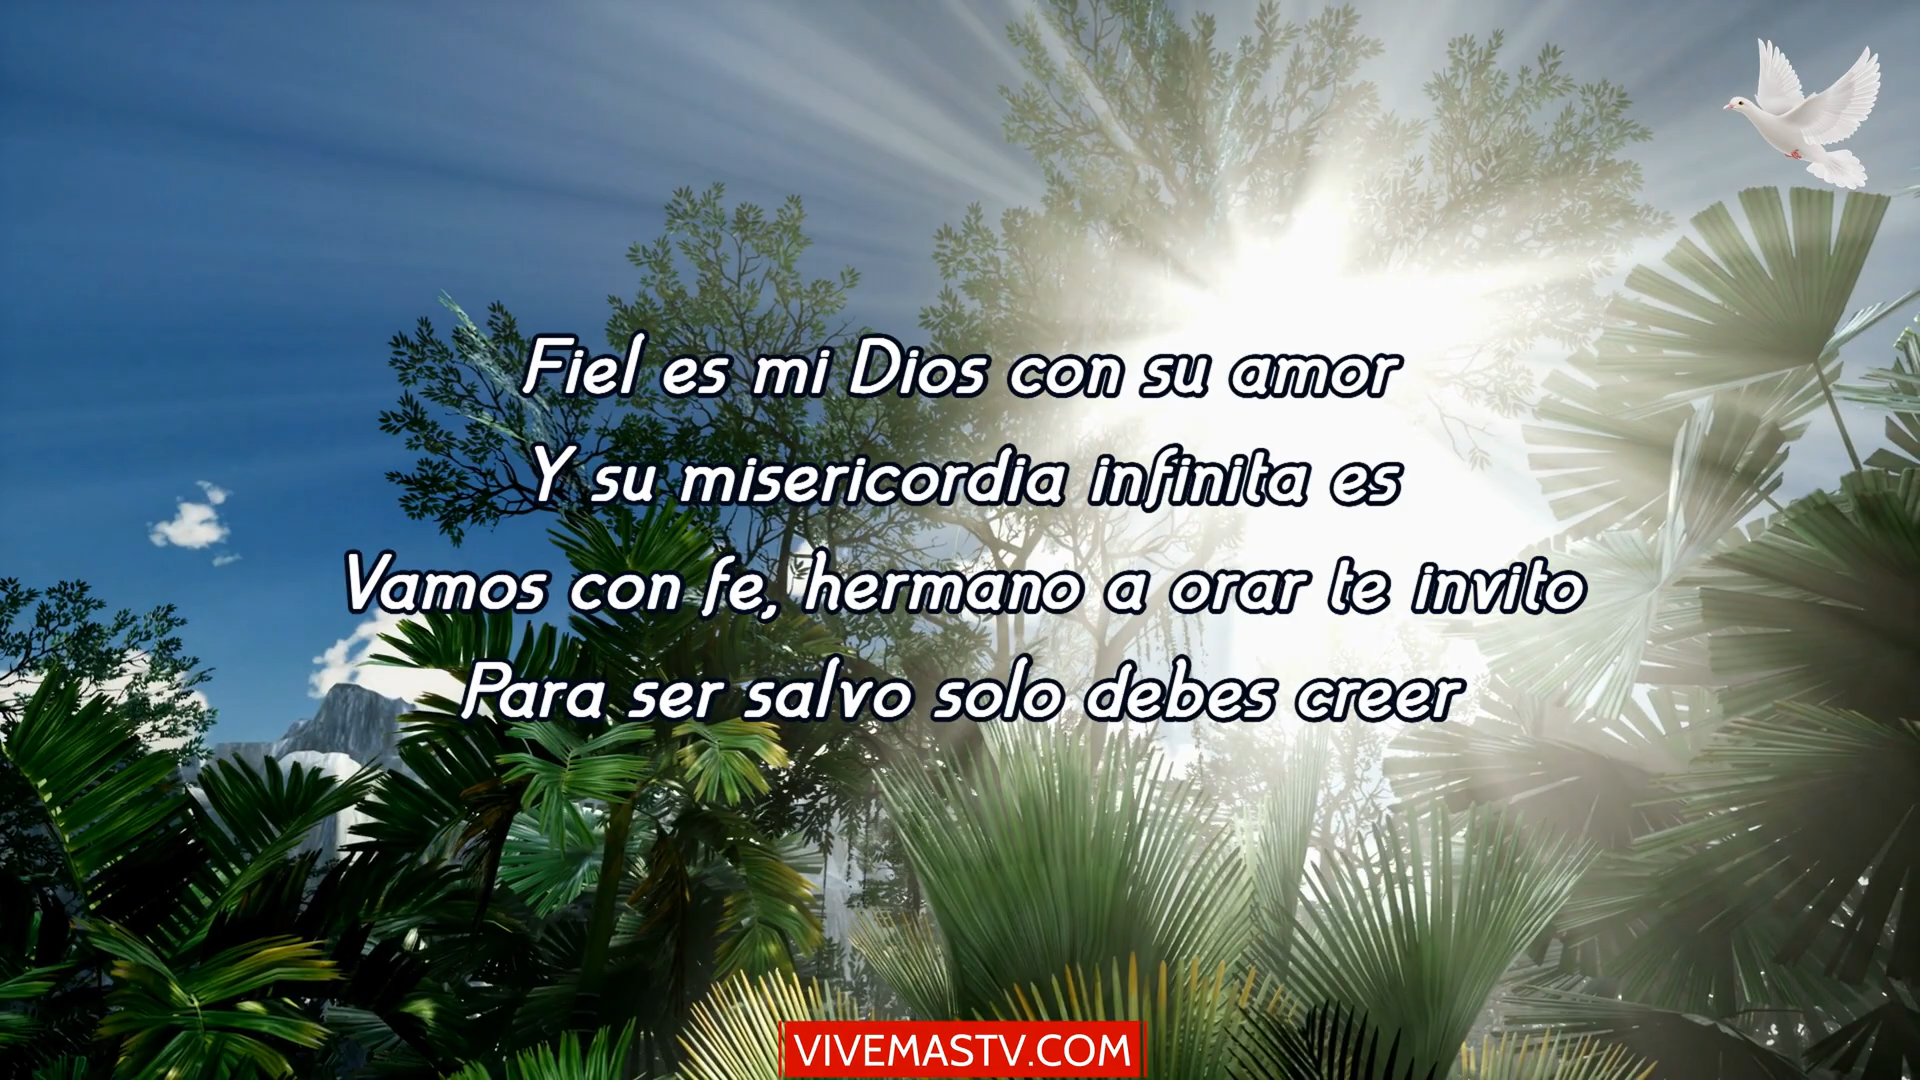 Fiel es mi Dios con su amor
Y su misericordia infinita es
Vamos con fe, hermano a orar te invito
Para ser salvo solo debes creer
VIVEMASTV.COM